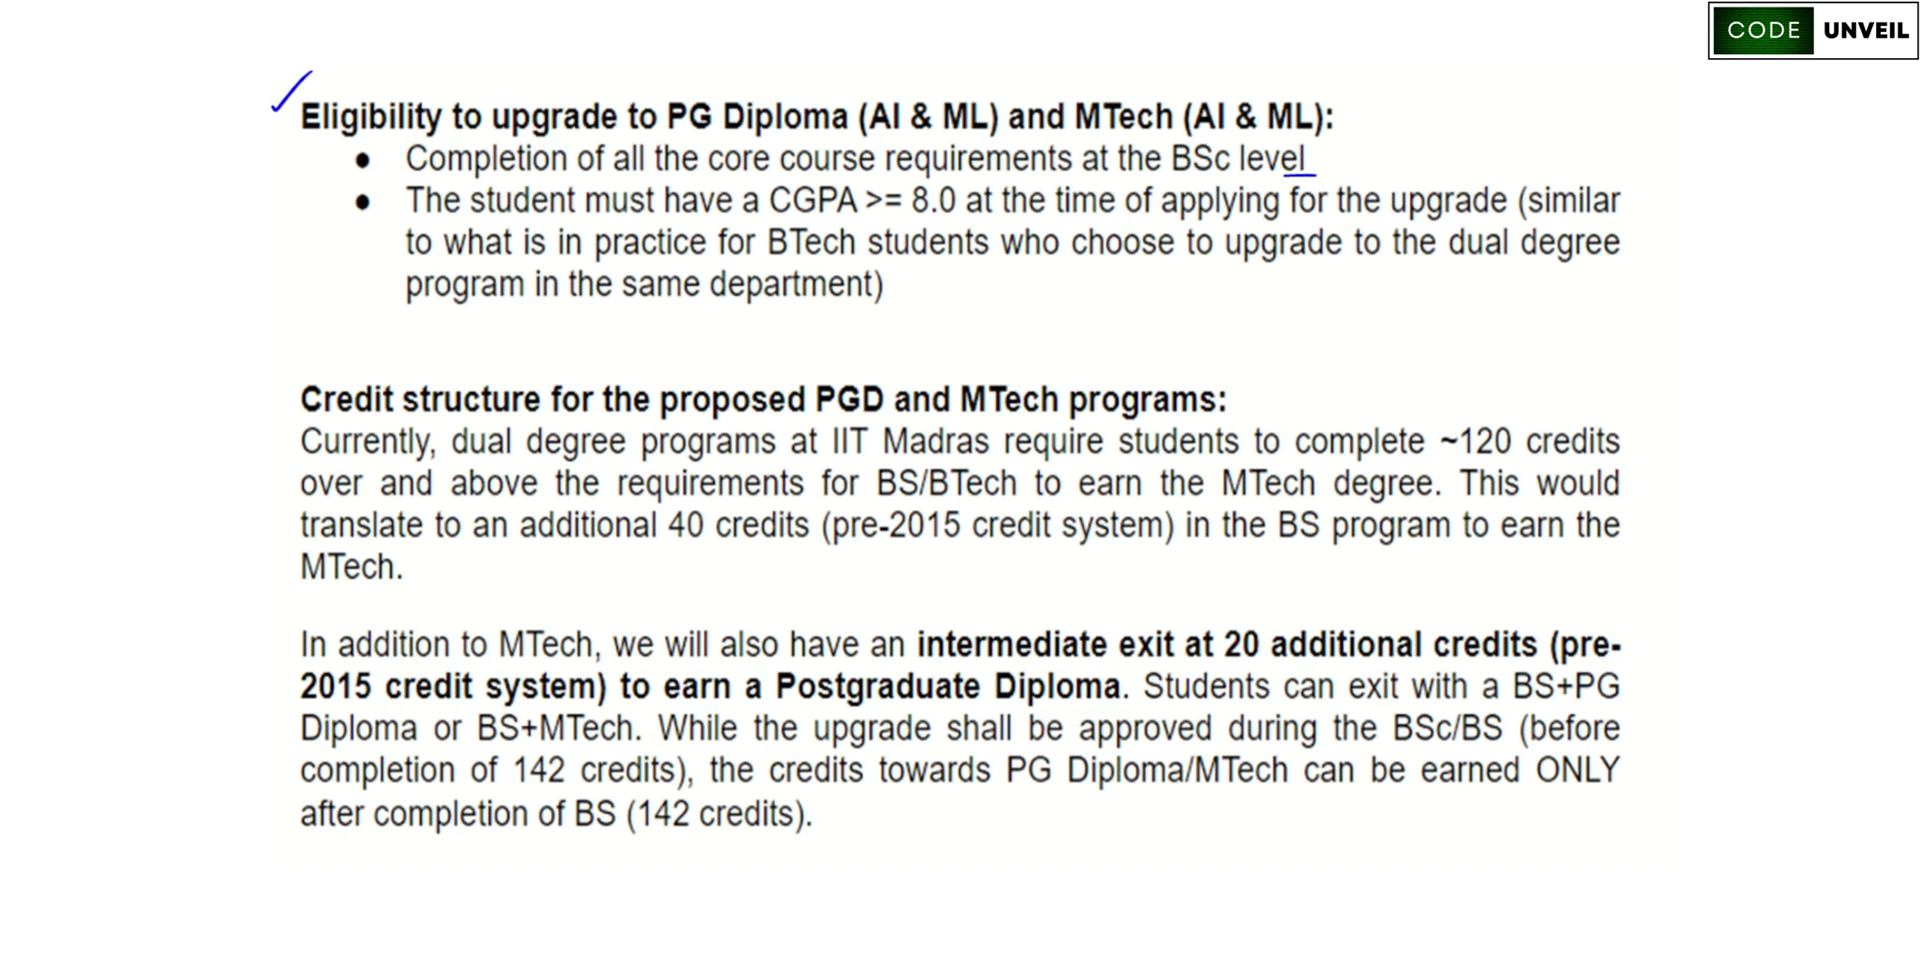 CODE UNVEIL
Eligibility to upgrade to PG Diploma (AI & ML) and MTech (AI & ML):
● Completion of all the core course requirements at the BSc level
● The student must have a CGPA >= 8.0 at the time of applying for the upgrade (similar
to what is in practice for BTech students who choose to upgrade to the dual degree
program in the same department)
Credit structure for the proposed PGD and MTech programs:
Currently, dual degree programs at IIT Madras require students to complete ~120 credits
over and above the requirements for BS/BTech to earn the MTech degree. This would
translate to an additional 40 credits (pre-2015 credit system) in the BS program to earn the
MTech.
In addition to MTech, we will also have an intermediate exit at 20 additional credits (pre-
2015 credit system) to earn a Postgraduate Diploma. Students can exit with a BS+PG
Diploma or BS+MTech. While the upgrade shall be approved during the BSc/BS (before
completion of 142 credits), the credits towards PG Diploma/MTech can be earned ONLY
after completion of BS (142 credits).